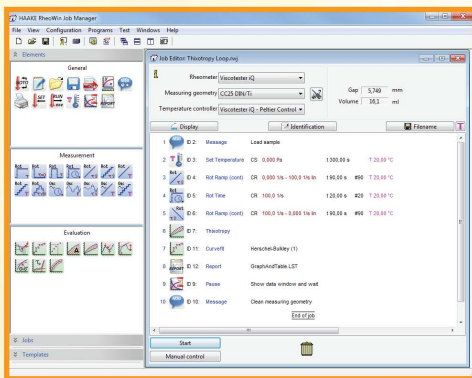 HAAKE RheoWin Job Manager
File View Configuration Programs Test Windows Help
Elements
General
Measurement
Evaluation
Jobs
Templates
Job Editor: Thixotropy Loop.rwj
Rheometer Viscotester iQ
Measuring geometry CC25 DIN/Ti
Temperature controller Viscotester iQ - Peltier Control
Gap 5,749 mm
Volume 16,1 ml
Display Identification Filename
1 ID 2: Message Load sample
2 ID 3: Set Temperature CS 0,000 Pa t 300,00 s T 20,00 °C
3 ID 4: Rot Ramp (cont) CR 0,000 1/s - 100,0 1/s lin t 90,00 s #90 T 20,00 °C
4 ID 5: Rot Time CR 100,0 1/s t 20,00 s #20 T 20,00 °C
5 ID 6: Rot Ramp (cont) CR 100,0 1/s - 0,000 1/s lin t 90,00 s #90 T 20,00 °C
6 ID 7: Thixotropy
7 ID 11: Curvefit Herschel-Bulkley (1)
8 ID 12: Report GraphAndTable.LST
9 ID 9: Pause Show data window and wait
10 ID 10: Message Clean measuring geometry
End of job
Start
Manual control